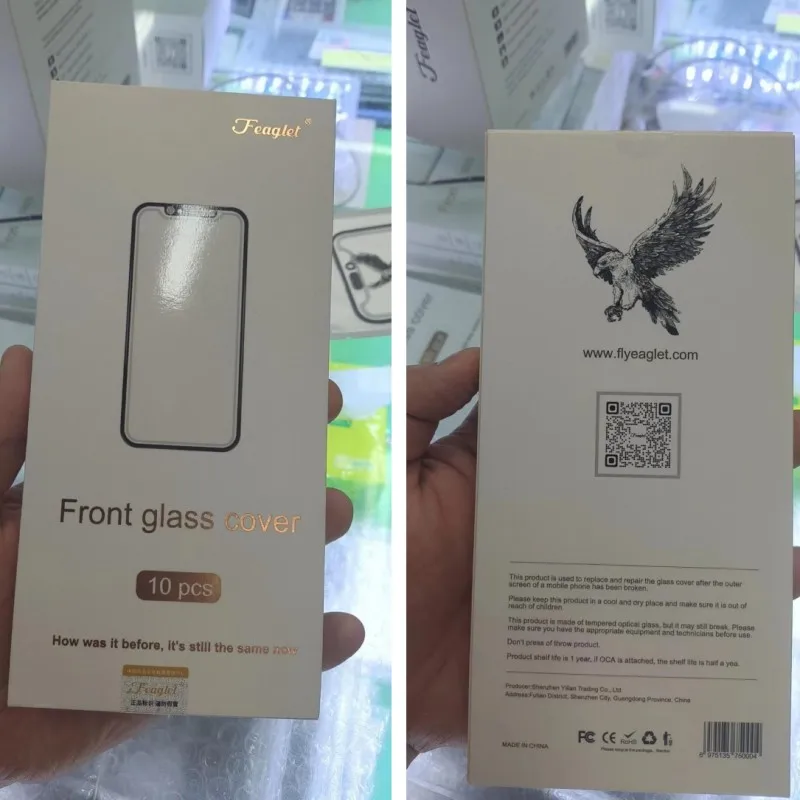 Feaglet®
Front glass cover
10 pcs
How was it before, it's still the same now
Feaglet
Feaglet
www.flyeaglet.com
This product is used to replace and repair the glass cover after the outer
screen of a mobile phone has been broken.
Please keep this product in a cool and dry place and make sure it is out of
reach of children.
This product is made of tempered optical glass, but it may still break. Please
make sure you have the appropriate equipment and technicians before use.
Don't press of throw product.
Product shelf life is 1 year, if OCA is attached, the shelf life is half a yea.
Producer:Shenzhen Yilian Trading Co., Ltd
Address:Futian District, Shenzhen City, Guangdong Province, China
MADE IN CHINA
FC CE RoHS